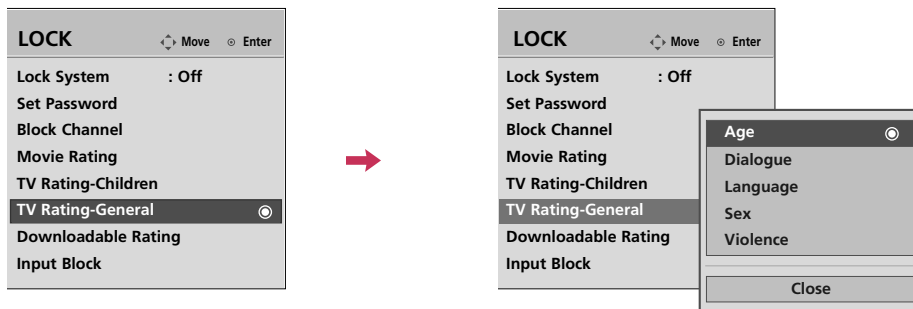 LOCK Move Enter
Lock System : Off
Set Password
Block Channel
Movie Rating
TV Rating-Children
TV Rating-General
Downloadable Rating
Input Block
LOCK Move Enter
Lock System : Off
Set Password
Block Channel
Movie Rating
TV Rating-Children
TV Rating-General
Downloadable Rating
Input Block
Age
Dialogue
Language
Sex
Violence
Close